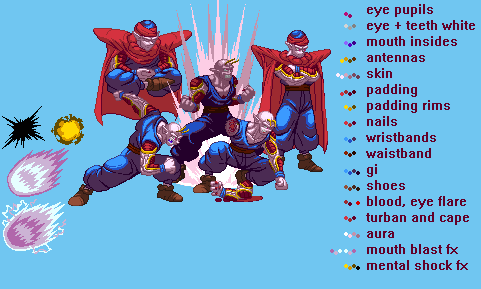 eye pupils
eye + teeth white
mouth insides
antennas
skin
padding
padding rims
nails
wristbands
waistband
gi
shoes
blood, eye flare
turban and cape
aura
mouth blast fx
mental shock fx